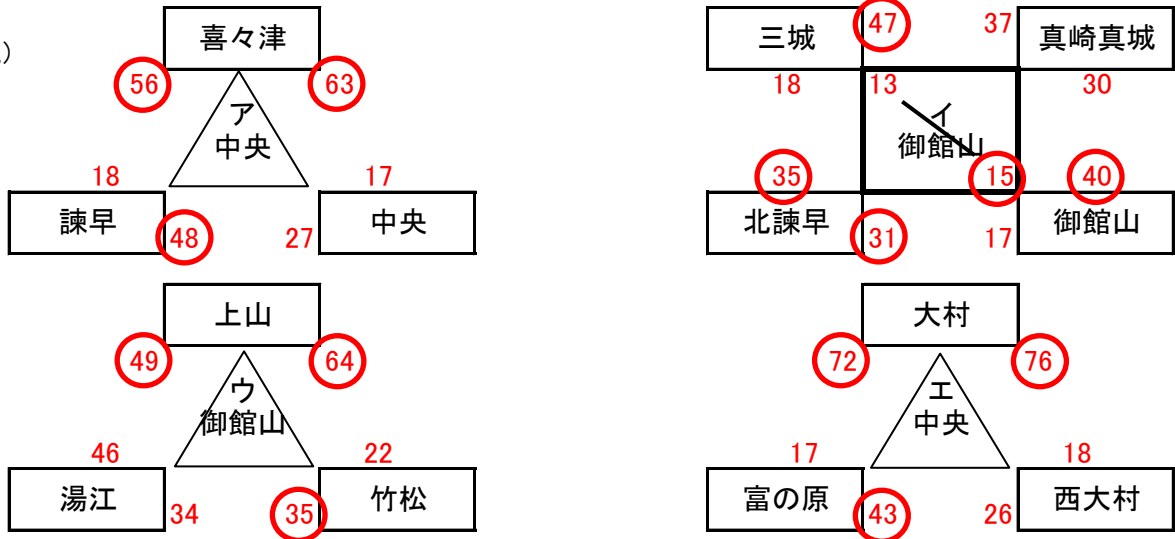 喜々津
56 63
ア
中央
18 17
諫早 48 27 中央
三城 47 37 真崎真城
18 13 30
イ
御館山
35 15 40
北諫早 31 17 御館山
上山
49 64
ウ
御館山
46 22
湯江 34 35 竹松
大村
72 76
エ
中央
17 18
富の原 43 26 西大村